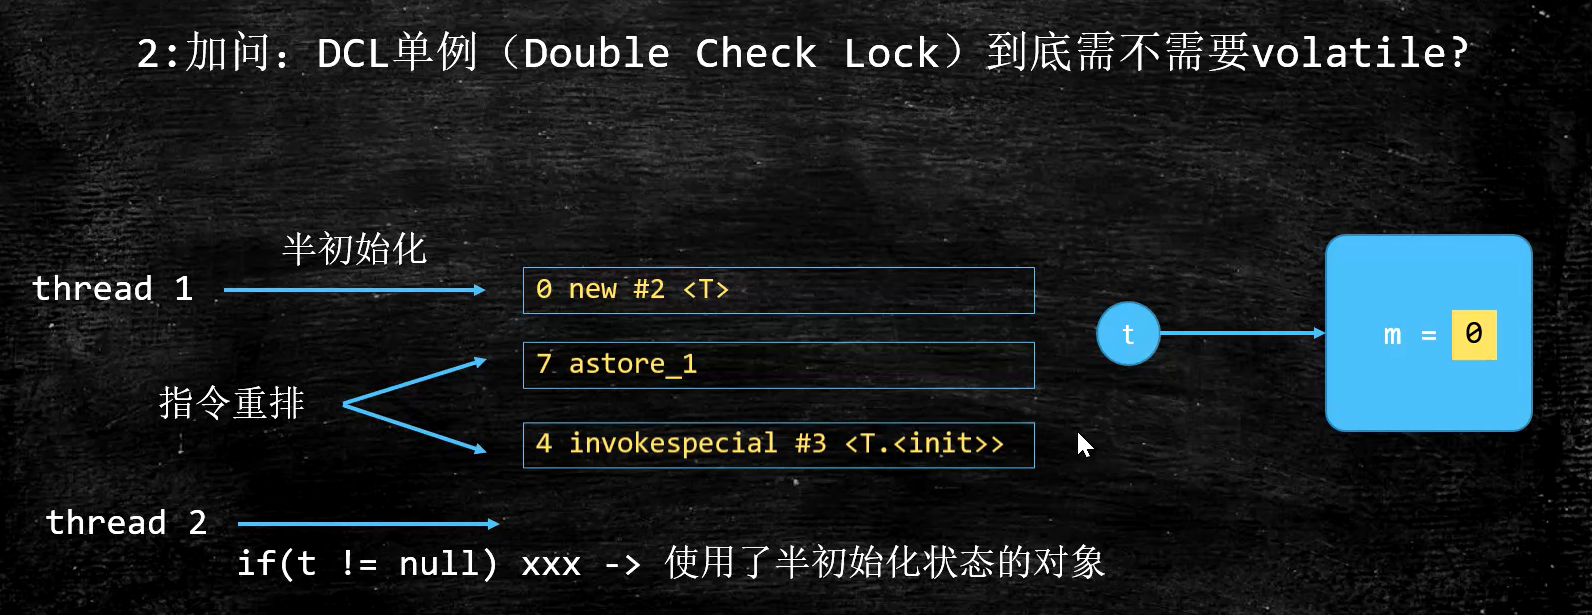 2:加问：DCL单例（Double Check Lock）到底需不需要volatile?
半初始化
thread 1
0 new #2 <T>
t
m = 0
7 astore_1
指令重排
4 invokespecial #3 <T.<init>>
thread 2
if(t != null) xxx -> 使用了半初始化状态的对象